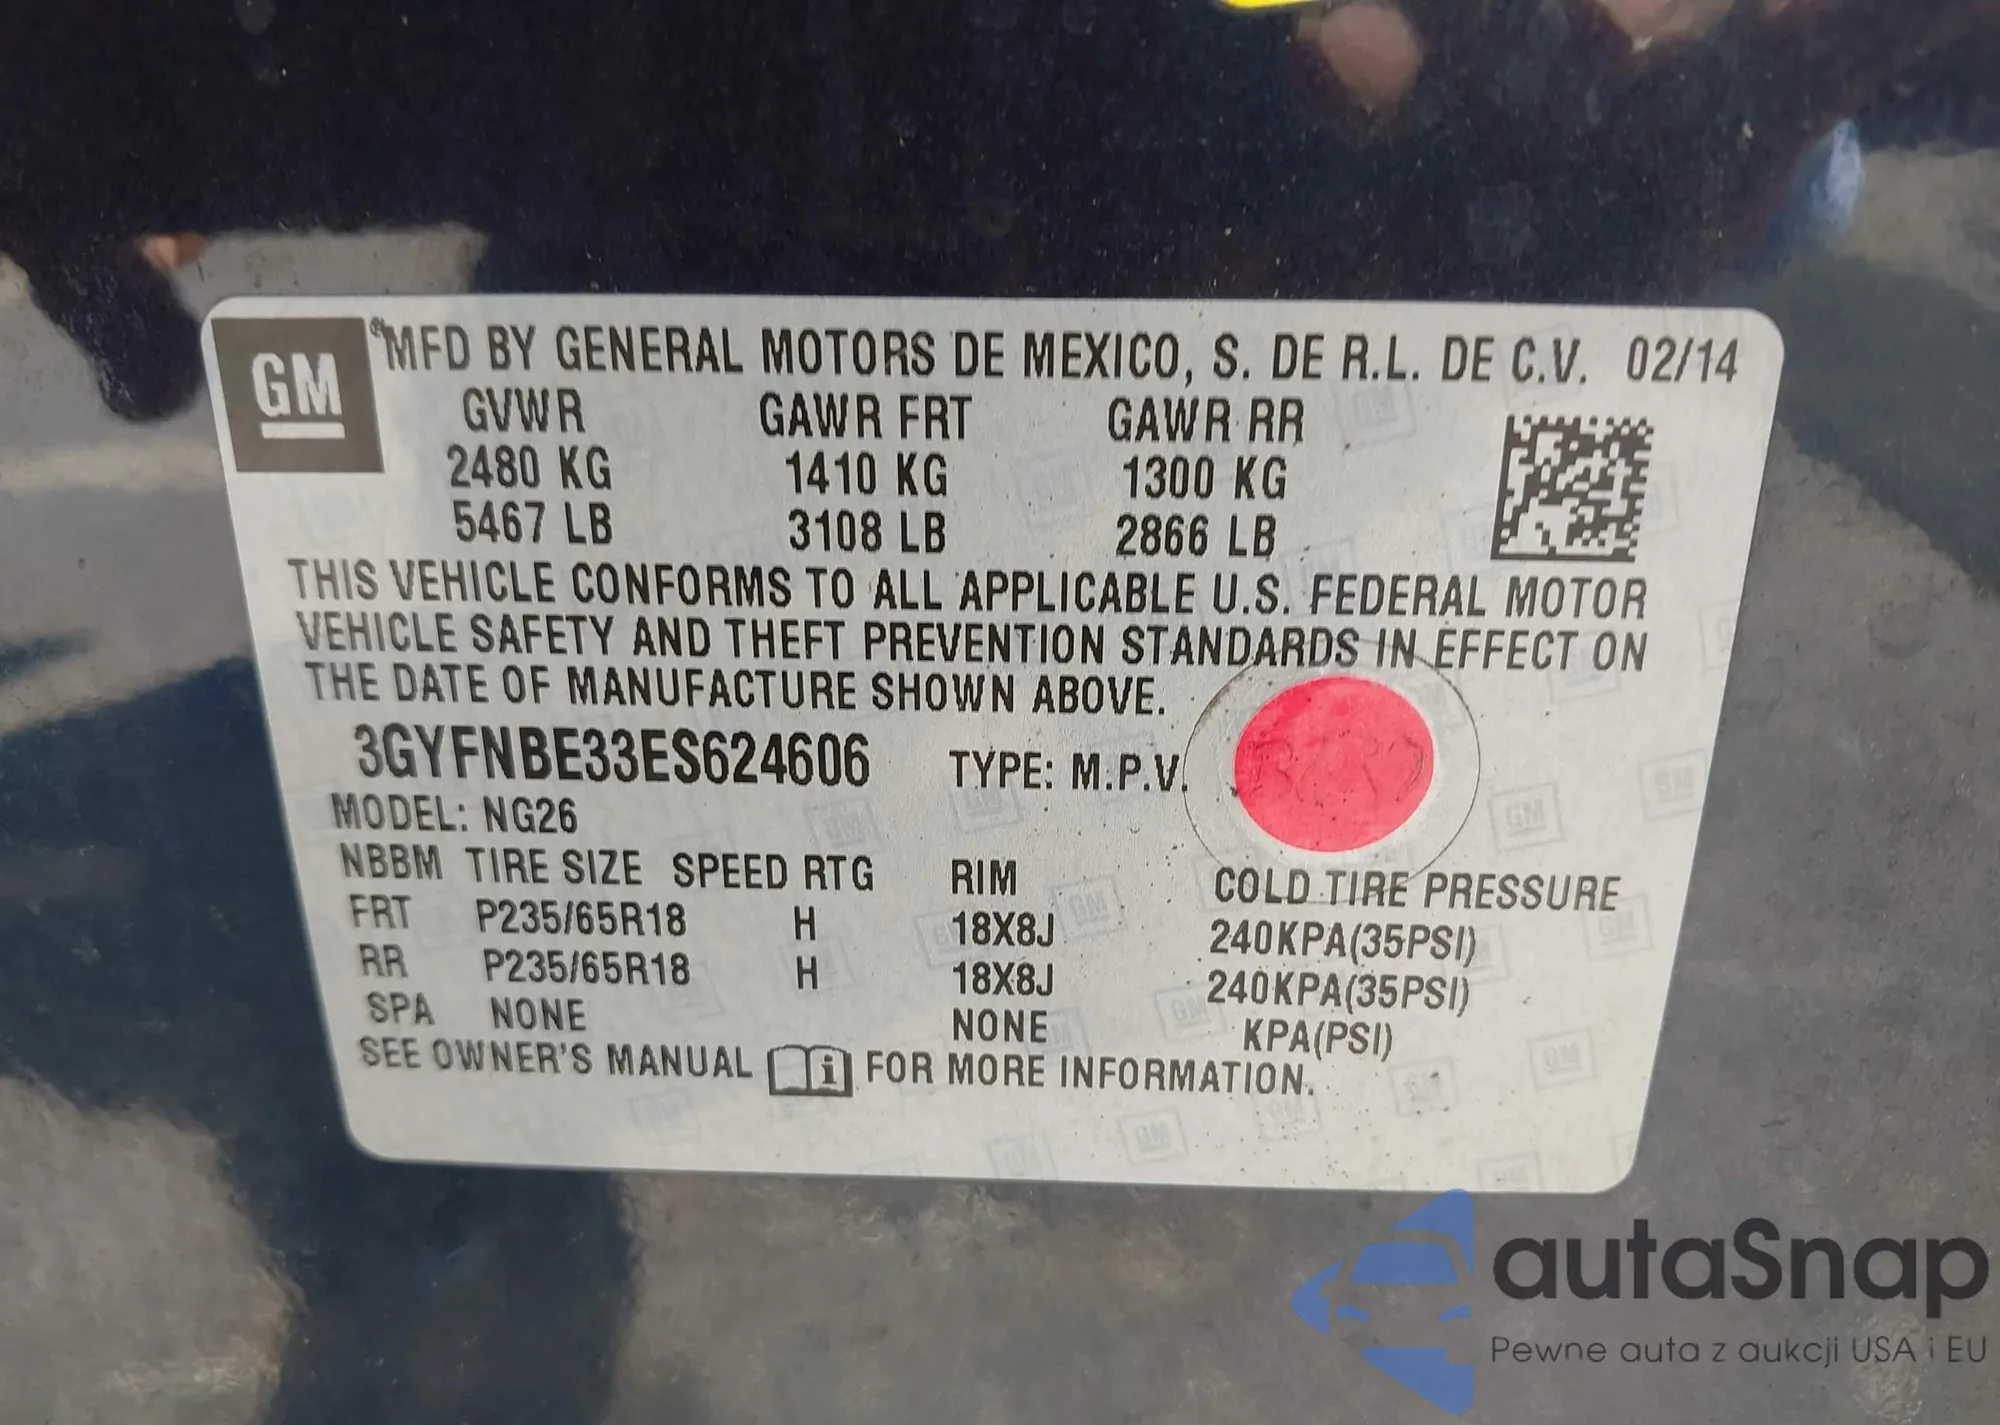 GM
MFD BY GENERAL MOTORS DE MEXICO, S. DE R.L. DE C.V. 02/14
GVWR GAWR FRT GAWR RR
2480 KG 1410 KG 1300 KG
5467 LB 3108 LB 2866 LB
THIS VEHICLE CONFORMS TO ALL APPLICABLE U.S. FEDERAL MOTOR
VEHICLE SAFETY AND THEFT PREVENTION STANDARDS IN EFFECT ON
THE DATE OF MANUFACTURE SHOWN ABOVE.
3GYFNBE33ES624606 TYPE: M.P.V.
MODEL: NG26
NBBM TIRE SIZE SPEED RTG RIM COLD TIRE PRESSURE
FRT P235/65R18 H 18X8J 240KPA(35PSI)
RR P235/65R18 H 18X8J 240KPA(35PSI)
SPA NONE NONE KPA(PSI)
SEE OWNER'S MANUAL i FOR MORE INFORMATION.
autaSnap
Pewne auta z aukcji USA i EU